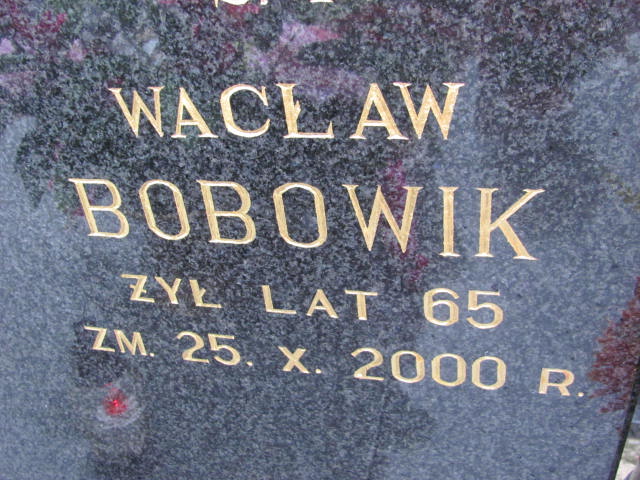 WACŁAW
BOBOWIK
ŻYŁ LAT 65
ZM. 25. X. 2000 R.